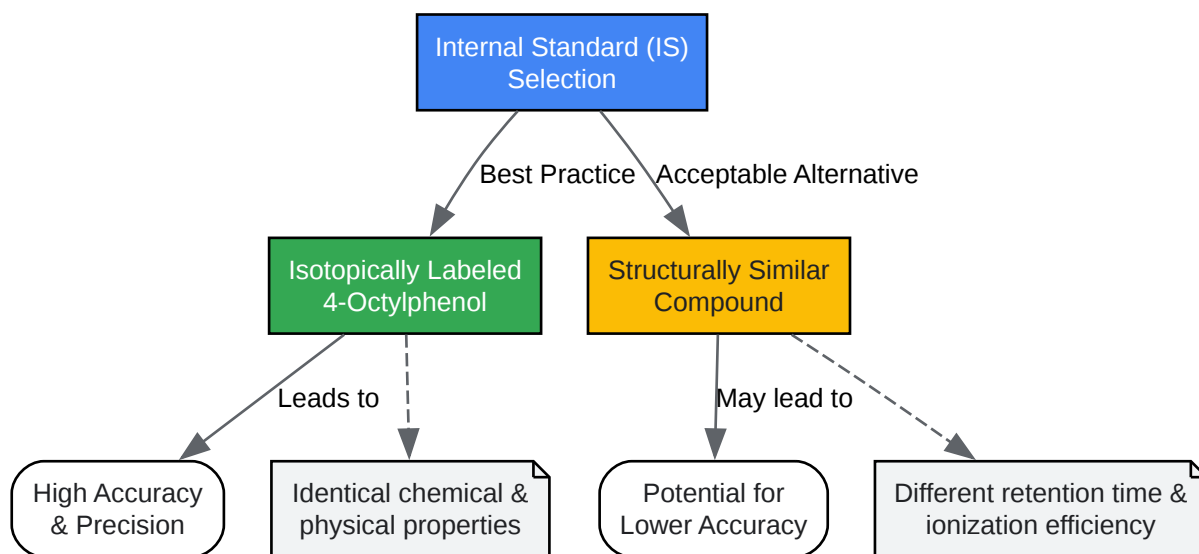 Internal Standard (IS)
Selection
Best Practice
Acceptable Alternative
Isotopically Labeled
4-Octylphenol
Structurally Similar
Compound
Leads to
May lead to
High Accuracy
& Precision
Identical chemical &
physical properties
Potential for
Lower Accuracy
Different retention time &
ionization efficiency